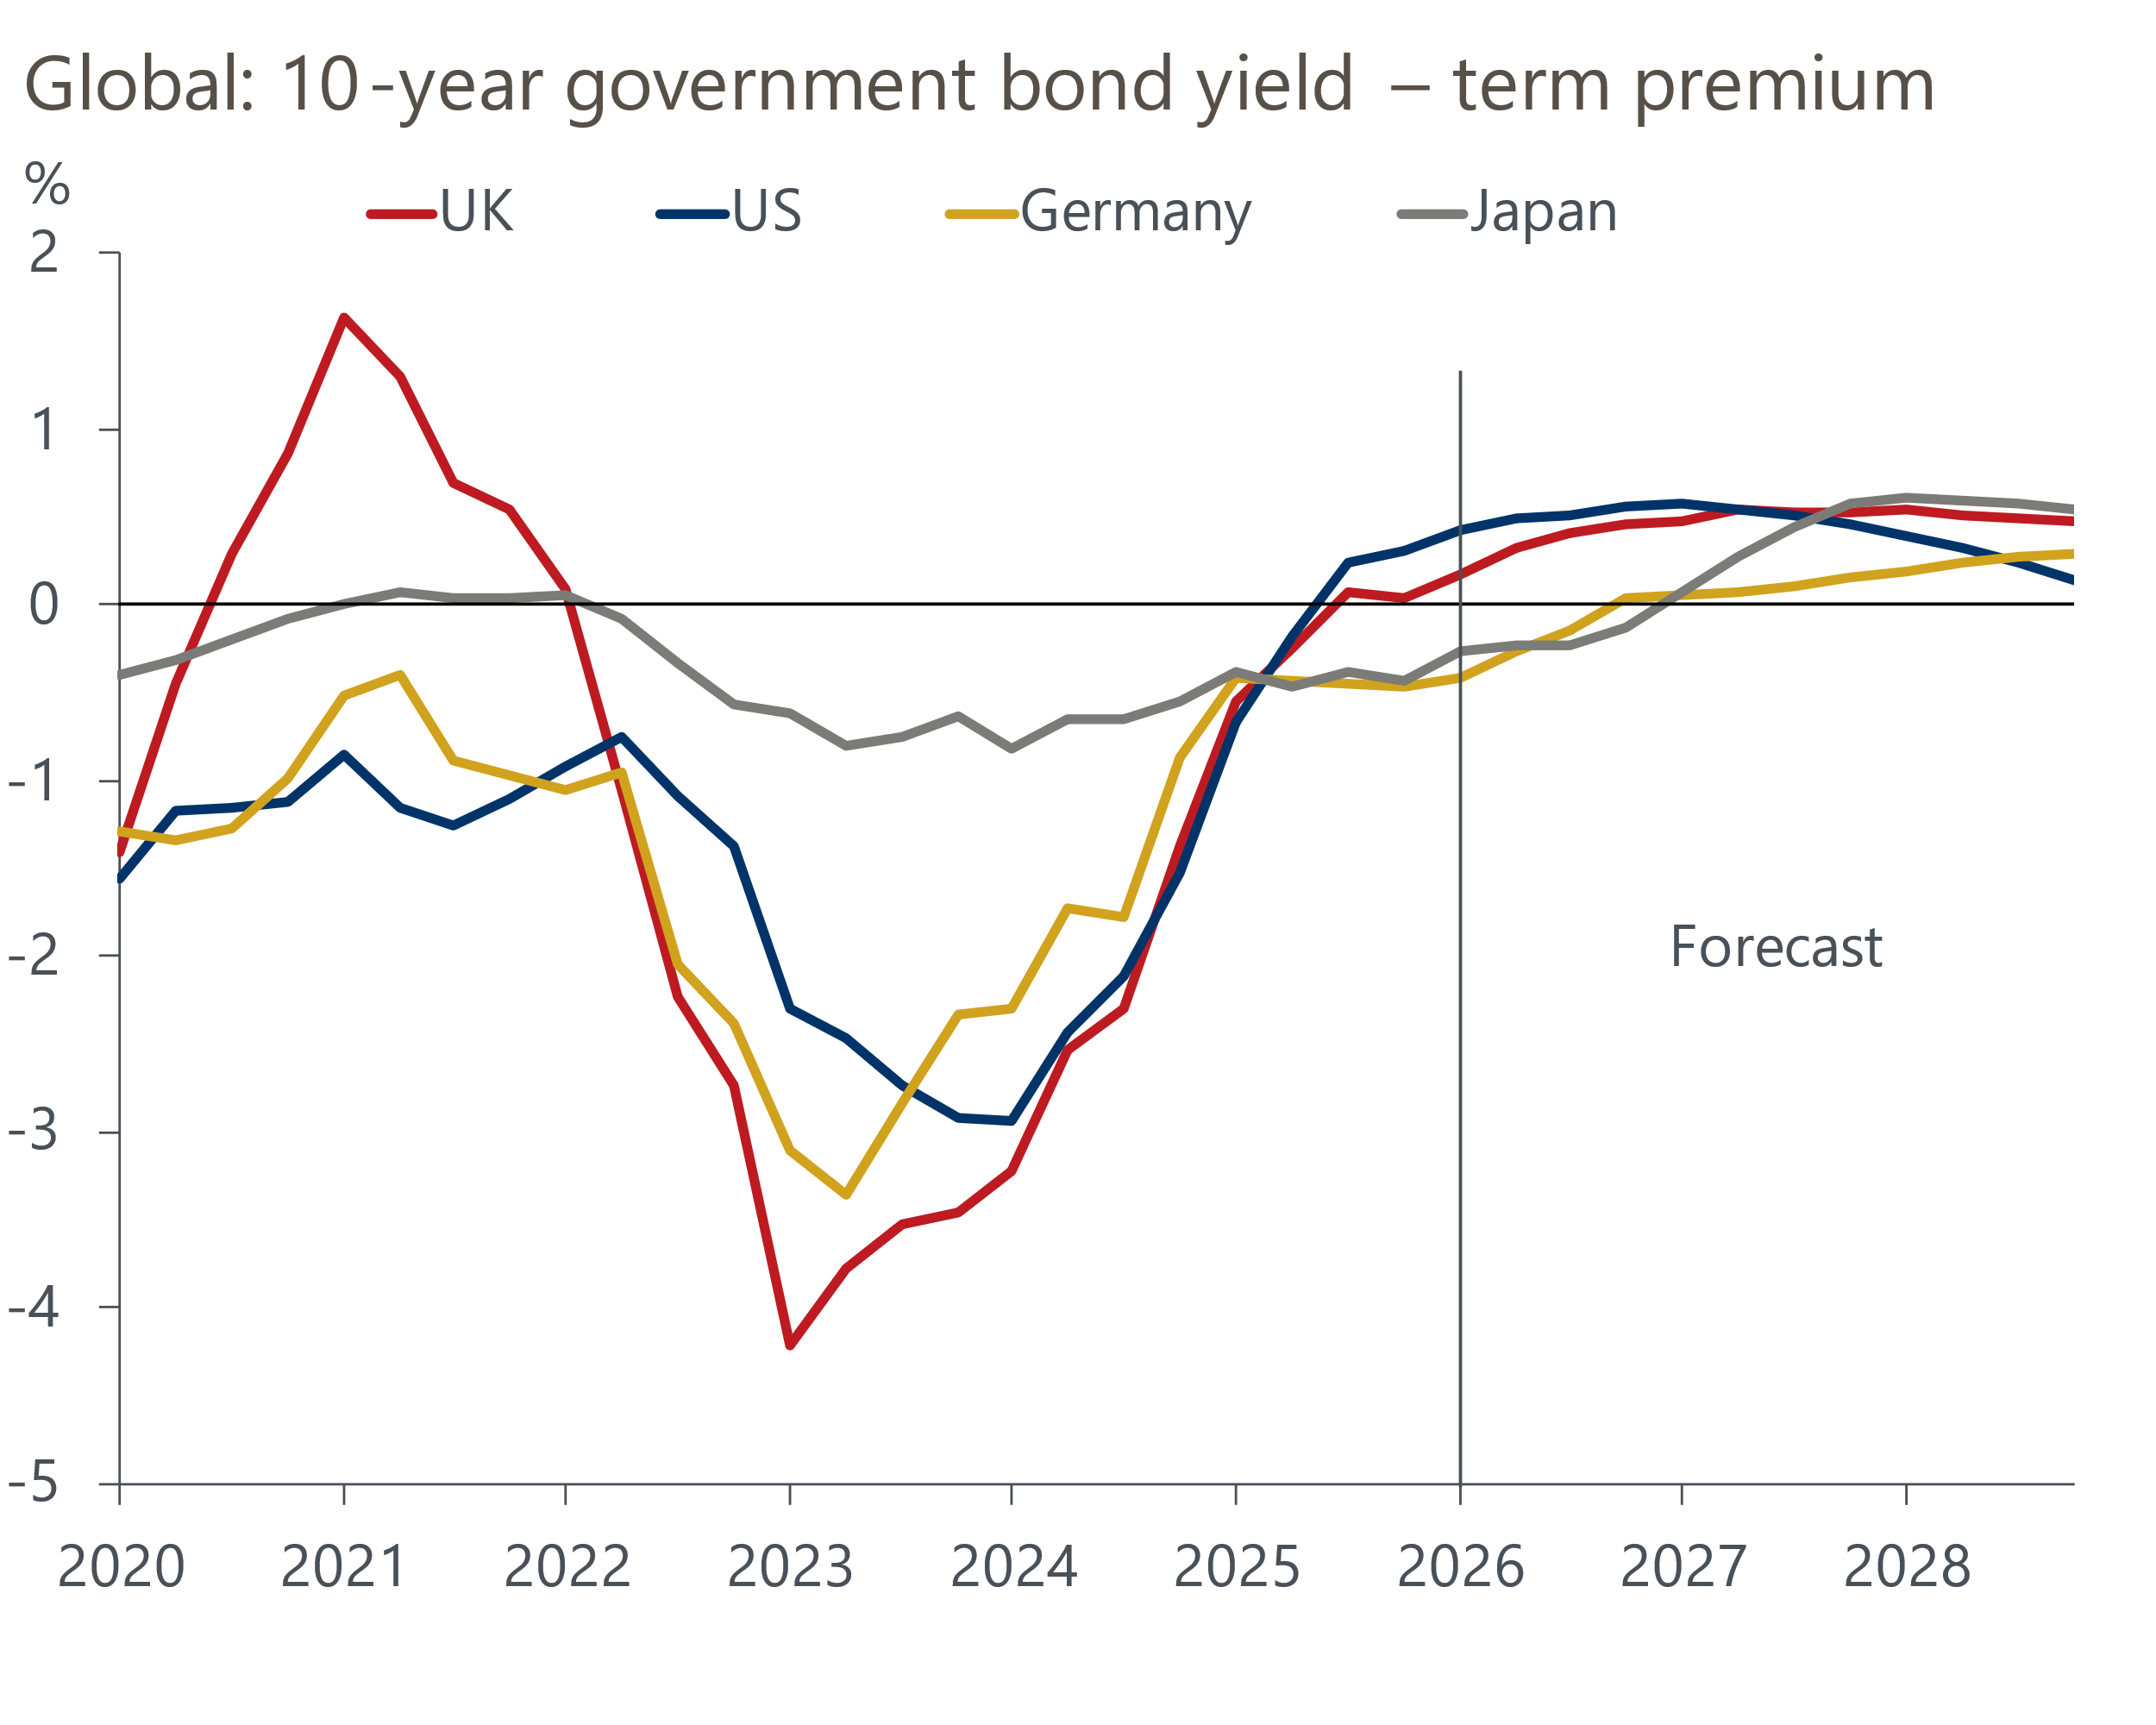 Global: 10-year government bond yield – term premium
%
UK US Germany Japan
2
1
0
-1
-2
Forecast
-3
-4
-5
2020 2021 2022 2023 2024 2025 2026 2027 2028